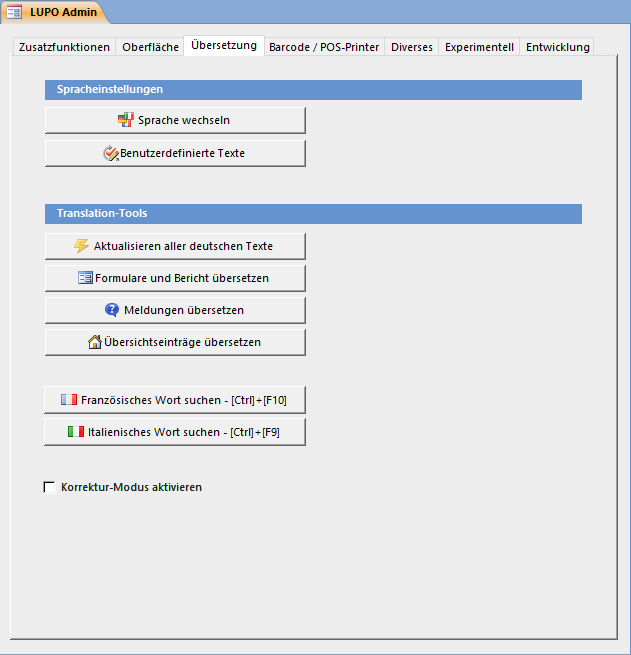 LUPO Admin
Zusatzfunktionen Oberfläche Übersetzung Barcode / POS-Printer Diverses Experimentell Entwicklung
Spracheinstellungen
Sprache wechseln
Benutzerdefinierte Texte
Translation-Tools
Aktualisieren aller deutschen Texte
Formulare und Bericht übersetzen
Meldungen übersetzen
Übersichtseinträge übersetzen
Französisches Wort suchen - [Ctrl]+[F10]
Italienisches Wort suchen - [Ctrl]+[F9]
Korrektur-Modus aktivieren